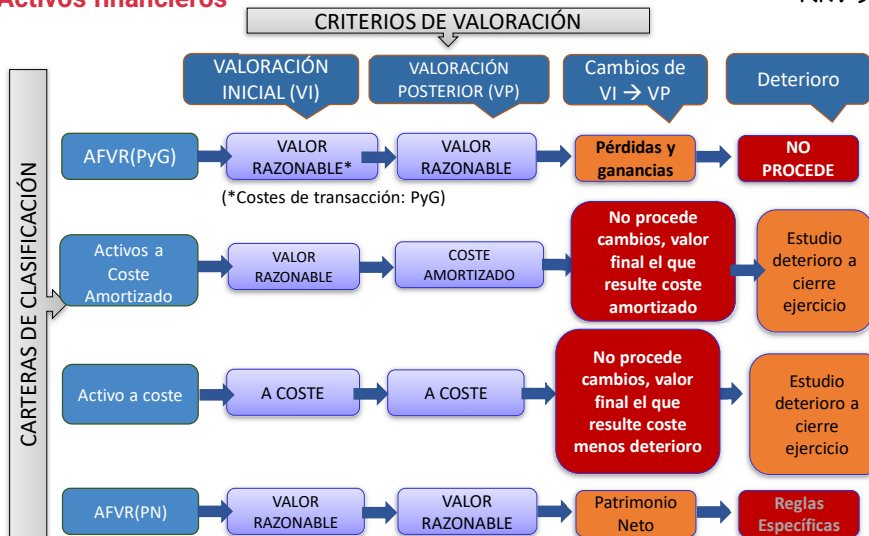 Activos financieros
CRITERIOS DE VALORACIÓN
VALORACIÓN
INICIAL (VI)
VALORACIÓN
POSTERIOR (VP)
Cambios de
VI → VP
Deterioro
CARTERAS DE CLASIFICACIÓN
AFVR(PyG)
VALOR
RAZONABLE*
VALOR
RAZONABLE
Pérdidas y
ganancias
NO
PROCEDE
(*Costes de transacción: PyG)
Activos a
Coste
Amortizado
VALOR
RAZONABLE
COSTE
AMORTIZADO
No procede
cambios, valor
final el que
resulte coste
amortizado
Estudio
deterioro a
cierre
ejercicio
Activo a coste
A COSTE
A COSTE
No procede
cambios, valor
final el que
resulte coste
menos deterioro
Estudio
deterioro a
cierre
ejercicio
AFVR(PN)
VALOR
RAZONABLE
VALOR
RAZONABLE
Patrimonio
Neto
Reglas
Específicas